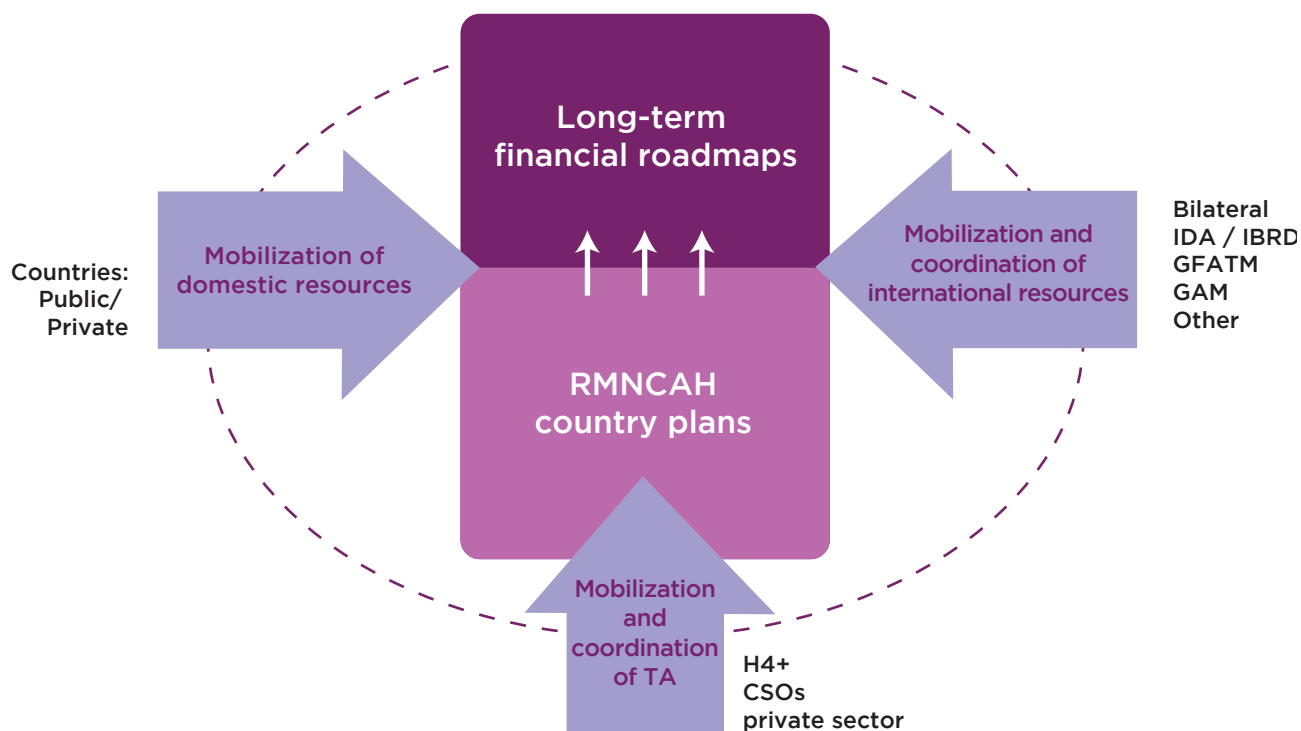 Long-term
financial roadmaps
Mobilization of
domestic resources
Countries:
Public/
Private
Mobilization and
coordination of
international resources
Bilateral
IDA / IBRD
GFATM
GAM
Other
RMNCAH
country plans
Mobilization
and
coordination
of TA
H4+
CSOs
private sector